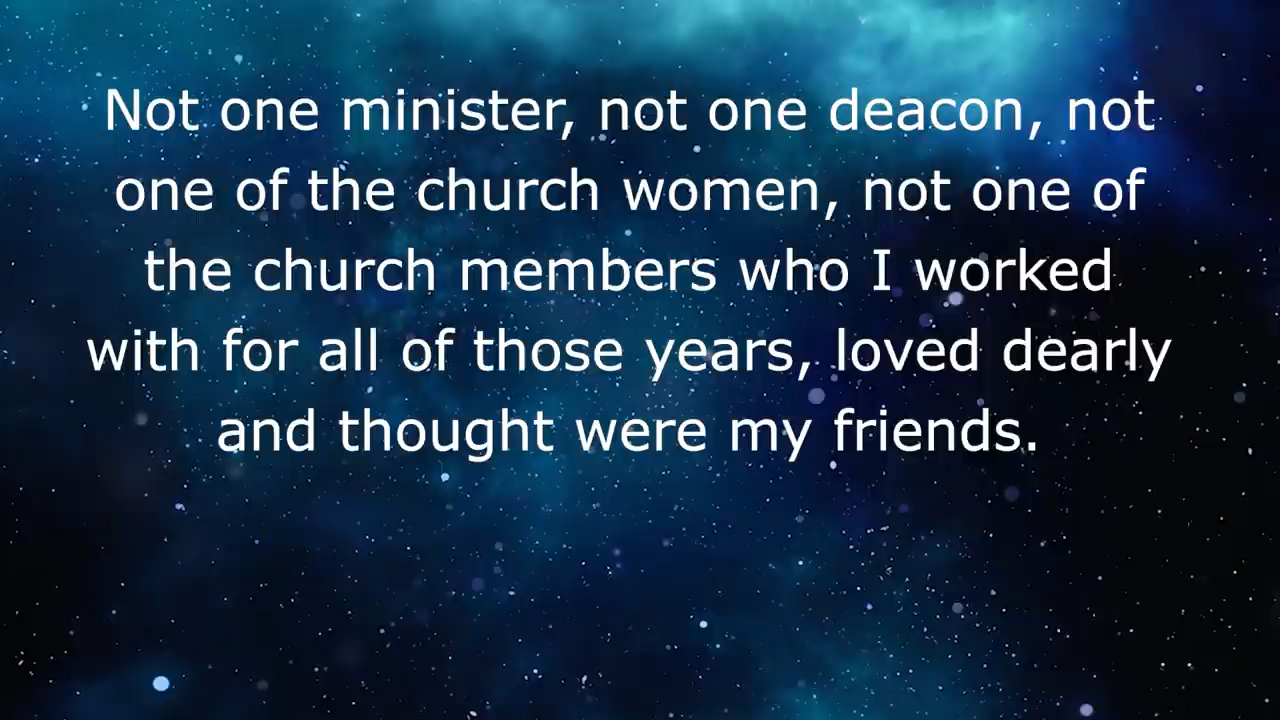 Not one minister, not one deacon, not
one of the church women, not one of
the church members who I worked
with for all of those years, loved dearly
and thought were my friends.